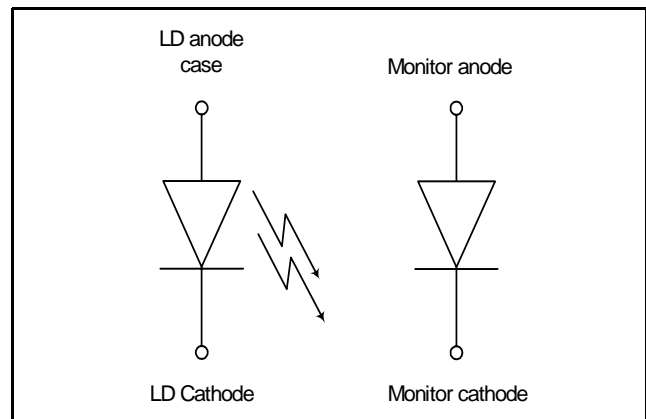 LD anode
case
Monitor anode
LD Cathode
Monitor cathode